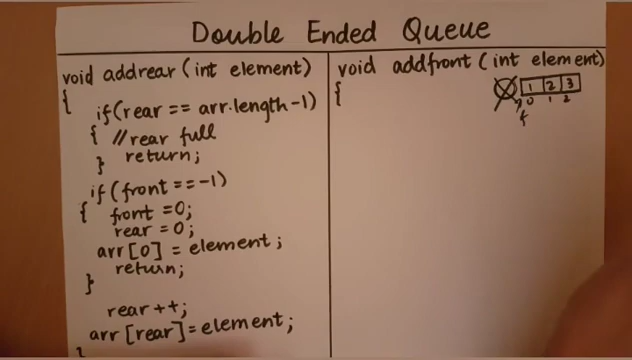 Double Ended Queue
void addrear (int element)
{
if(rear == arr.length-1)
{ //rear full
return;
}
if(front ==-1)
{ front =0;
rear =0;
arr[0] = element;
return;
}
rear++;
arr[rear]=element;
}
void addfront (int element)
{
1 2 3
0 1 2
f